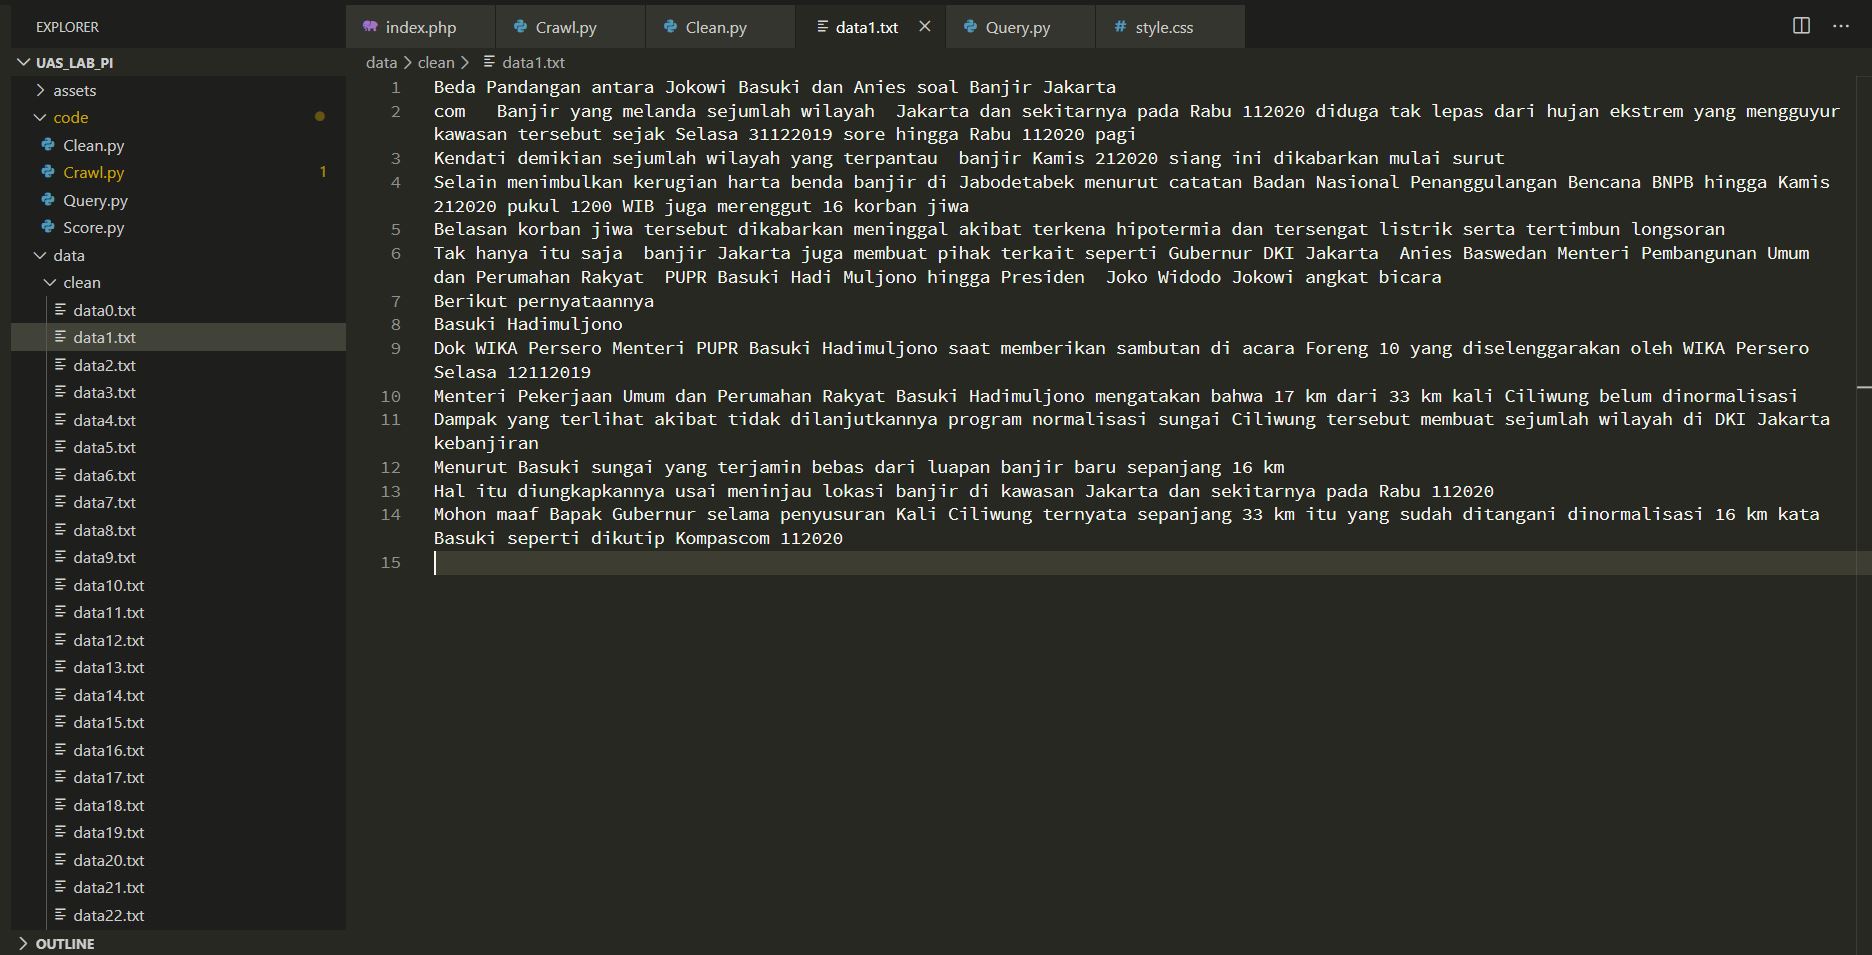 EXPLORER
UAS_LAB_PI
assets
code
Clean.py
Crawl.py 1
Query.py
Score.py
data
clean
data0.txt
data1.txt
data2.txt
data3.txt
data4.txt
data5.txt
data6.txt
data7.txt
data8.txt
data9.txt
data10.txt
data11.txt
data12.txt
data13.txt
data14.txt
data15.txt
data16.txt
data17.txt
data18.txt
data19.txt
data20.txt
data21.txt
data22.txt
OUTLINE
index.php Crawl.py Clean.py data1.txt Query.py # style.css
data > clean > data1.txt
1 Beda Pandangan antara Jokowi Basuki dan Anies soal Banjir Jakarta
2 com   Banjir yang melanda sejumlah wilayah  Jakarta dan sekitarnya pada Rabu 112020 diduga tak lepas dari hujan ekstrem yang mengguyur
kawasan tersebut sejak Selasa 31122019 sore hingga Rabu 112020 pagi
3 Kendati demikian sejumlah wilayah yang terpantau  banjir Kamis 212020 siang ini dikabarkan mulai surut
4 Selain menimbulkan kerugian harta benda banjir di Jabodetabek menurut catatan Badan Nasional Penanggulangan Bencana BNPB hingga Kamis
212020 pukul 1200 WIB juga merenggut 16 korban jiwa
5 Belasan korban jiwa tersebut dikabarkan meninggal akibat terkena hipotermia dan tersengat listrik serta tertimbun longsoran
6 Tak hanya itu saja  banjir Jakarta juga membuat pihak terkait seperti Gubernur DKI Jakarta  Anies Baswedan Menteri Pembangunan Umum
dan Perumahan Rakyat  PUPR Basuki Hadi Muljono hingga Presiden  Joko Widodo Jokowi angkat bicara
7 Berikut pernyataannya
8 Basuki Hadimuljono
9 Dok WIKA Persero Menteri PUPR Basuki Hadimuljono saat memberikan sambutan di acara Foreng 10 yang diselenggarakan oleh WIKA Persero
Selasa 12112019
10 Menteri Pekerjaan Umum dan Perumahan Rakyat Basuki Hadimuljono mengatakan bahwa 17 km dari 33 km kali Ciliwung belum dinormalisasi
11 Dampak yang terlihat akibat tidak dilanjutkannya program normalisasi sungai Ciliwung tersebut membuat sejumlah wilayah di DKI Jakarta
kebanjiran
12 Menurut Basuki sungai yang terjamin bebas dari luapan banjir baru sepanjang 16 km
13 Hal itu diungkapkannya usai meninjau lokasi banjir di kawasan Jakarta dan sekitarnya pada Rabu 112020
14 Mohon maaf Bapak Gubernur selama penyusuran Kali Ciliwung ternyata sepanjang 33 km itu yang sudah ditangani dinormalisasi 16 km kata
Basuki seperti dikutip Kompascom 112020
15